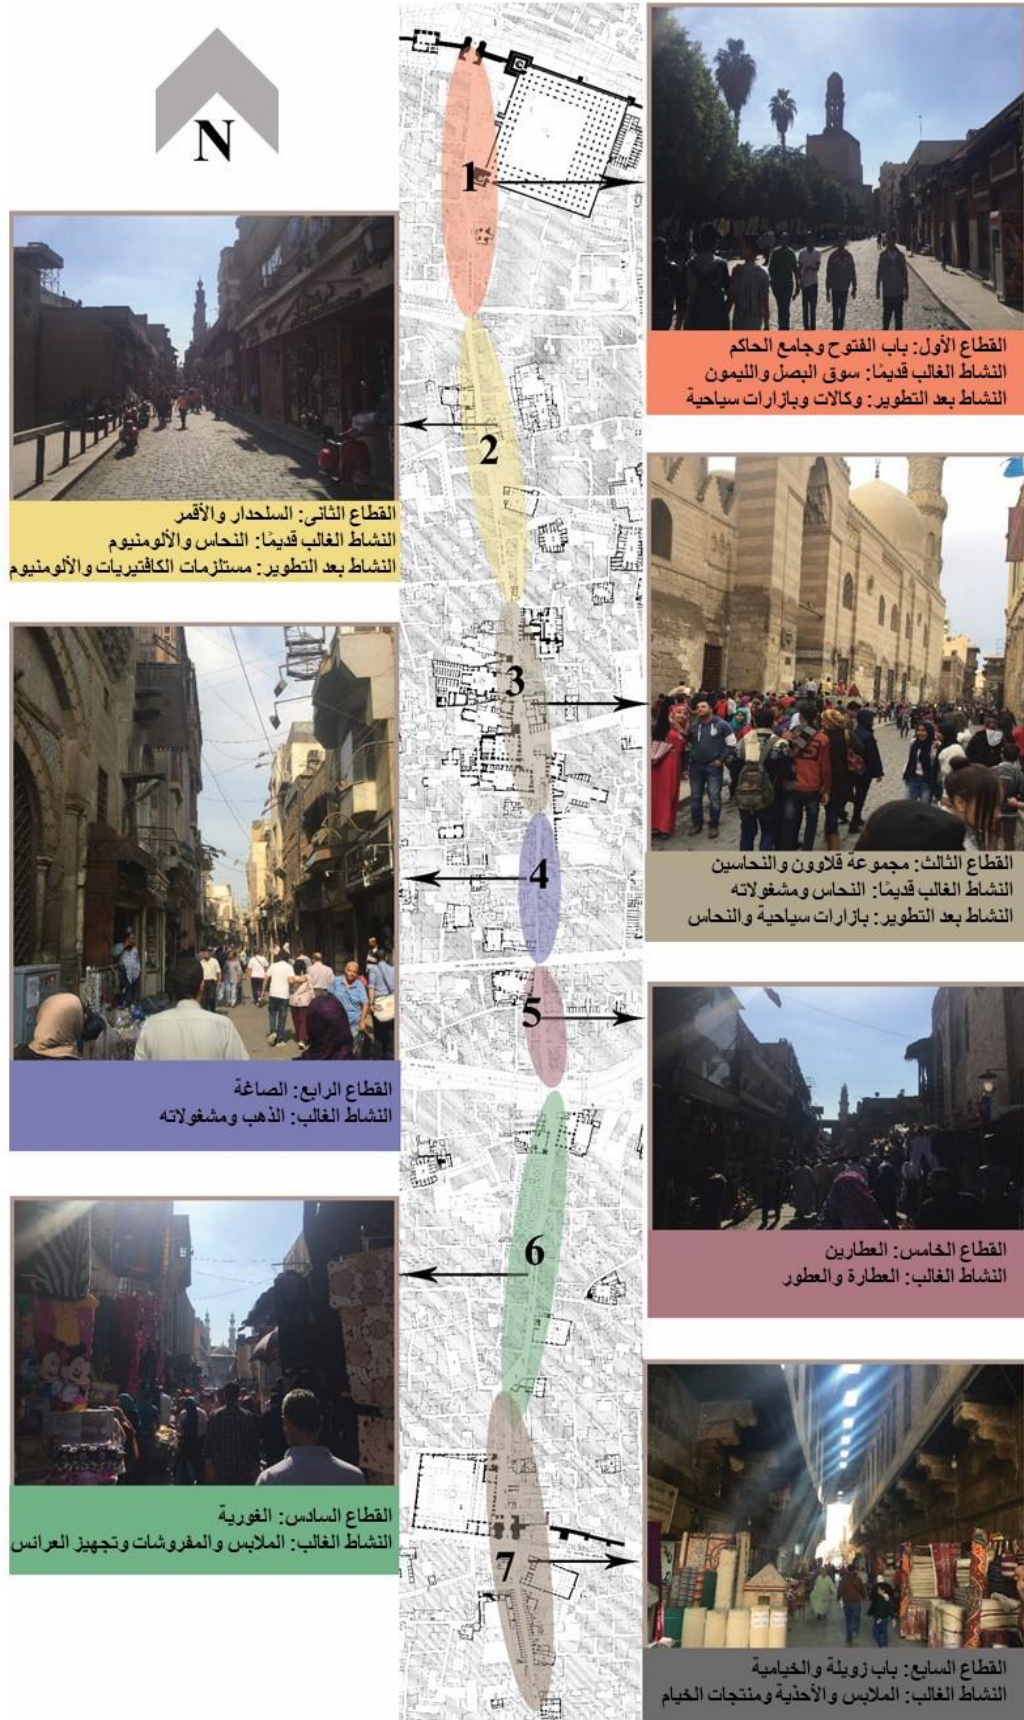 N
1
القطاع الأول: باب الفتوح وجامع الحاكم
النشاط الغالب قديمًا: سوق البصل والليمون
النشاط بعد التطوير: وكالات وبازارات سياحية
2
القطاع الثانى: السلحدار والأقمر
النشاط الغالب قديمًا: النحاس والألومنيوم
النشاط بعد التطوير: مستلزمات الكافتيريات والألومنيوم
3
القطاع الثالث: مجموعة قلاوون والنحاسين
النشاط الغالب قديمًا: النحاس ومشغولاته
النشاط بعد التطوير: بازارات سياحية والنحاس
4
القطاع الرابع: الصاغة
النشاط الغالب: الذهب ومشغولاته
5
القطاع الخامس: العطارين
النشاط الغالب: العطارة والعطور
6
القطاع السادس: الغورية
النشاط الغالب: الملابس والمفروشات وتجهيز العرائس
7
القطاع السابع: باب زويلة والخيامية
النشاط الغالب: الملابس والأحذية ومنتجات الخيام